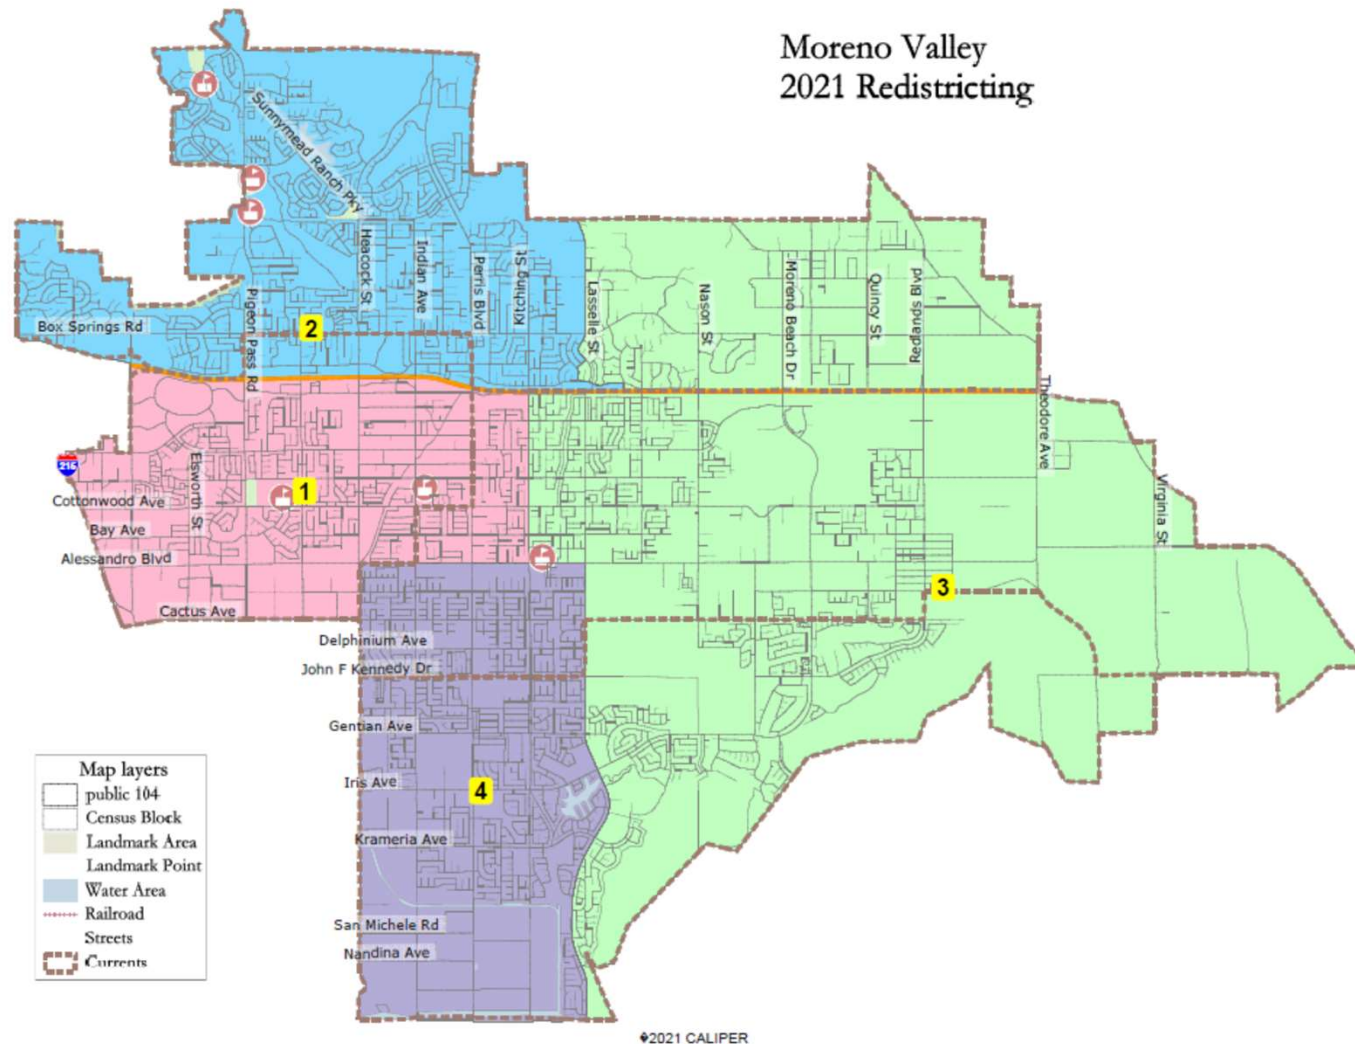 Moreno Valley
2021 Redistricting
Sunnymead Ranch Pky
Heacock St
Indian Ave
Perris Blvd
Kitching St
Lasselle St
Nason St
Moreno Beach Dr
Quincy St
Redlands Blvd
Box Springs Rd
Pigeon Pass Rd
2
Theodore Ave
215
Elsworth St
1
Cottonwood Ave
Virginia St
Bay Ave
Alessandro Blvd
3
Cactus Ave
Delphinium Ave
John F Kennedy Dr
Gentian Ave
Iris Ave
4
Krameria Ave
San Michele Rd
Nandina Ave
Map layers
public 104
Census Block
Landmark Area
Landmark Point
Water Area
Railroad
Streets
Currents
�2021 CALIPER